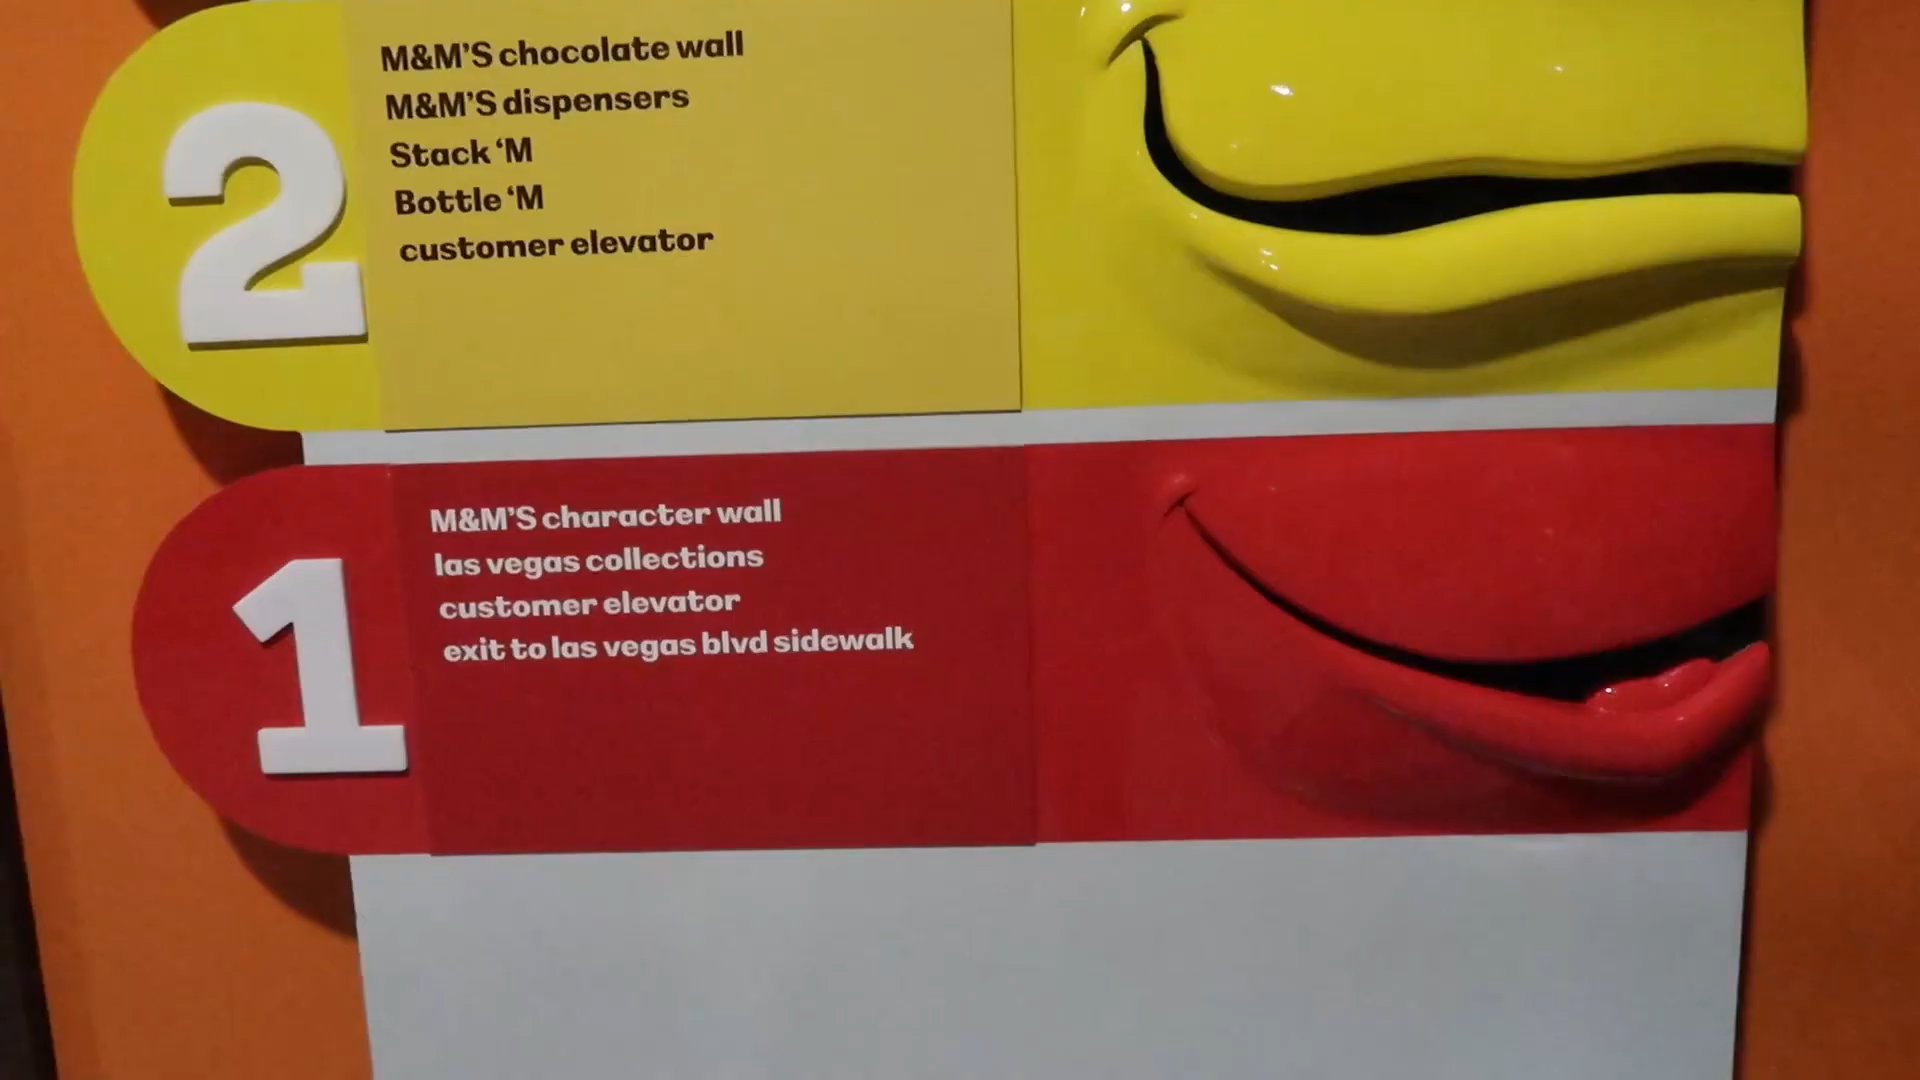 2
M&M'S chocolate wall
M&M'S dispensers
Stack ‘M
Bottle ‘M
customer elevator
1
M&M'S character wall
las vegas collections
customer elevator
exit to las vegas blvd sidewalk